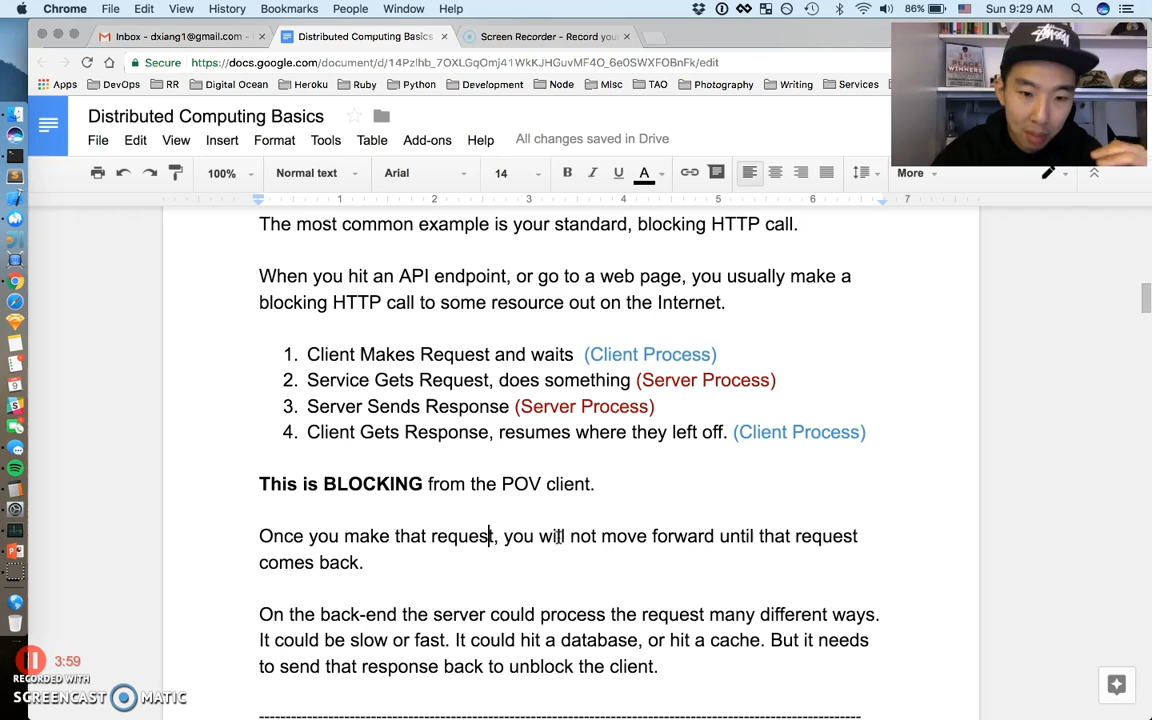 Chrome File Edit View History Bookmarks People Window Help 86% Sun 9:29 AM
Inbox - dxiang1@gmail.com - Distributed Computing Basics Screen Recorder - Record your
Secure https://docs.google.com/document/d/14Pzlhb_7OXLGqOmj41WkKJHGuvMF4O_6e0SWXFOBnFk/edit
Apps DevOps RR Digital Ocean Heroku Ruby Python Development Node Misc TAO Photography Writing Services
Distributed Computing Basics
File Edit View Insert Format Tools Table Add-ons Help All changes saved in Drive
100% Normal text Arial 14 B I U A More
1 2 3 4 5 6 7
The most common example is your standard, blocking HTTP call.
When you hit an API endpoint, or go to a web page, you usually make a
blocking HTTP call to some resource out on the Internet.
1. Client Makes Request and waits (Client Process)
2. Service Gets Request, does something (Server Process)
3. Server Sends Response (Server Process)
4. Client Gets Response, resumes where they left off. (Client Process)
This is BLOCKING from the POV client.
Once you make that request, you will not move forward until that request
comes back.
On the back-end the server could process the request many different ways.
It could be slow or fast. It could hit a database, or hit a cache. But it needs
to send that response back to unblock the client.
3:59
RECORDED WITH
SCREENCAST MATIC
STUSSY
WINNERS